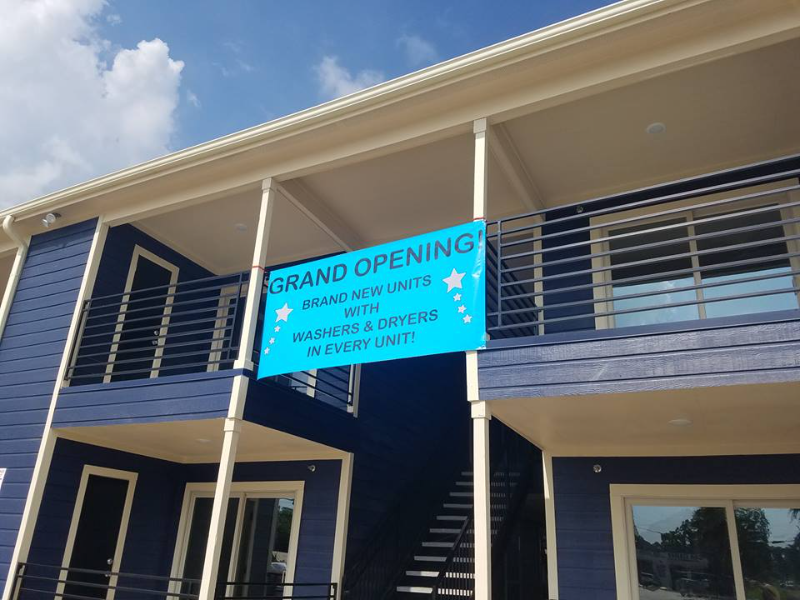 GRAND OPENING!
BRAND NEW UNITS
WITH
WASHERS & DRYERS
IN EVERY UNIT!